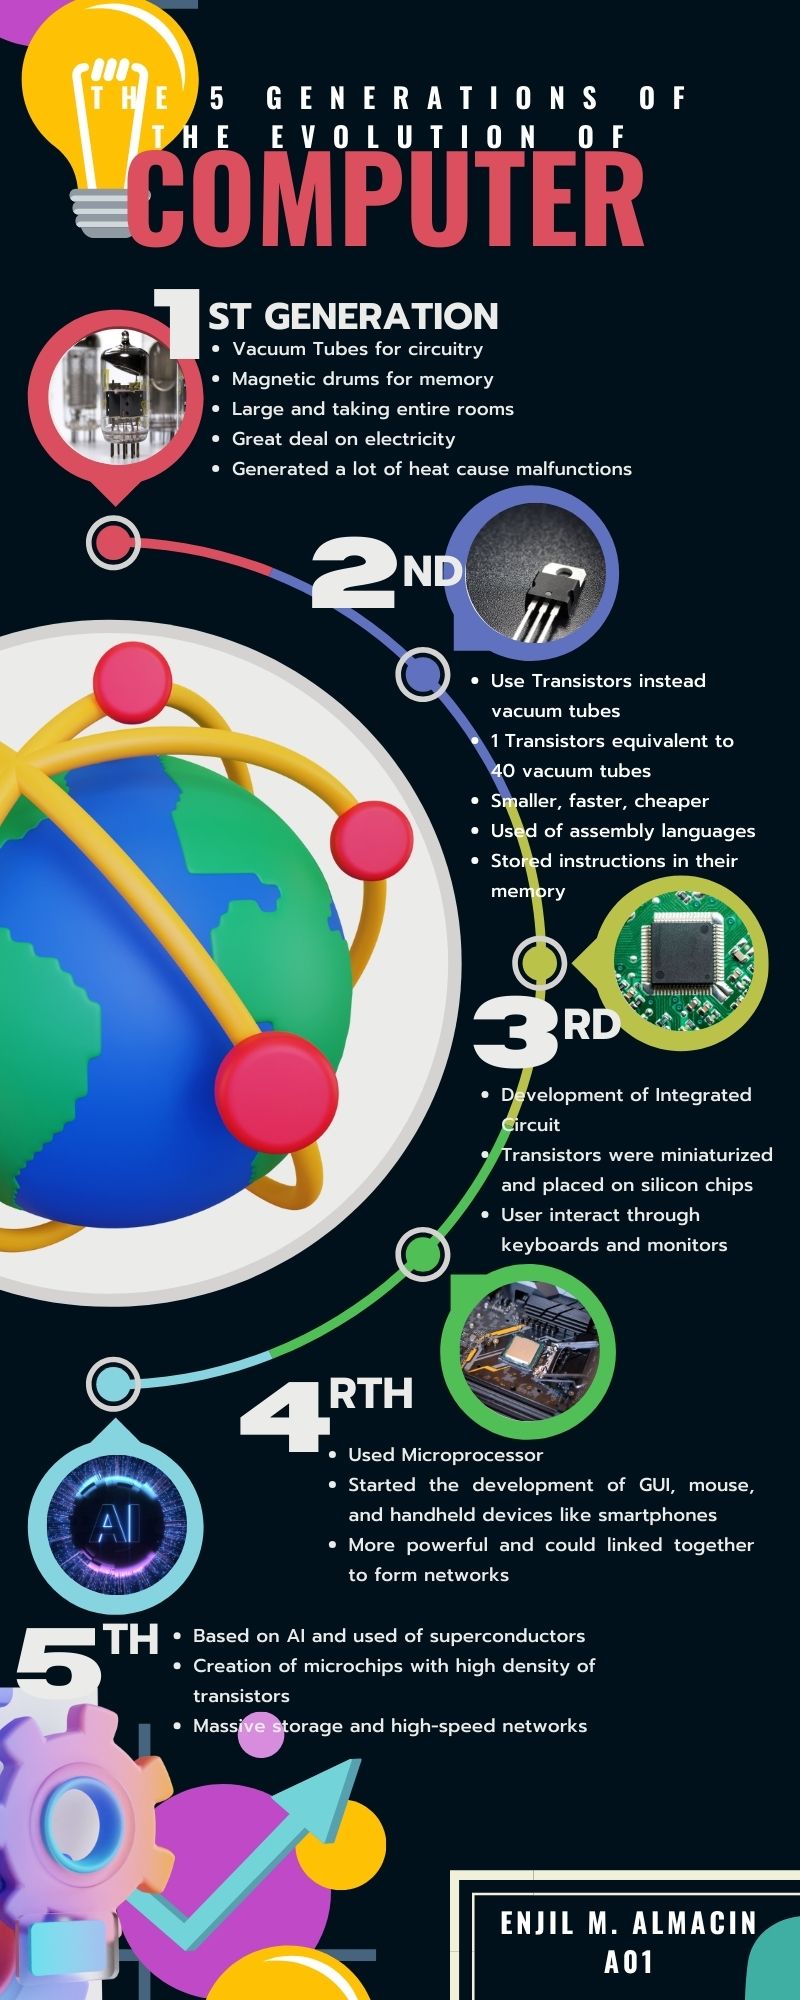 THE 5 GENERATIONS OF
THE EVOLUTION OF
COMPUTER
1ST GENERATION
• Vacuum Tubes for circuitry
• Magnetic drums for memory
• Large and taking entire rooms
• Great deal on electricity
• Generated a lot of heat cause malfunctions
2ND
• Use Transistors instead
vacuum tubes
• 1 Transistors equivalent to
40 vacuum tubes
• Smaller, faster, cheaper
• Used of assembly languages
• Stored instructions in their
memory
3RD
• Development of Integrated
Circuit
• Transistors were miniaturized
and placed on silicon chips
• User interact through
keyboards and monitors
4RTH
• Used Microprocessor
• Started the development of GUI, mouse,
and handheld devices like smartphones
• More powerful and could linked together
to form networks
AI
5TH
• Based on AI and used of superconductors
• Creation of microchips with high density of
transistors
• Massive storage and high-speed networks
ENJIL M. ALMACIN
A01